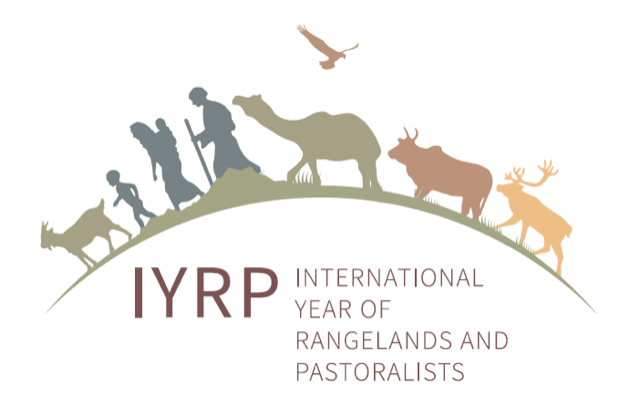 IYRP
INTERNATIONAL
YEAR OF
RANGELANDS AND
PASTORALISTS